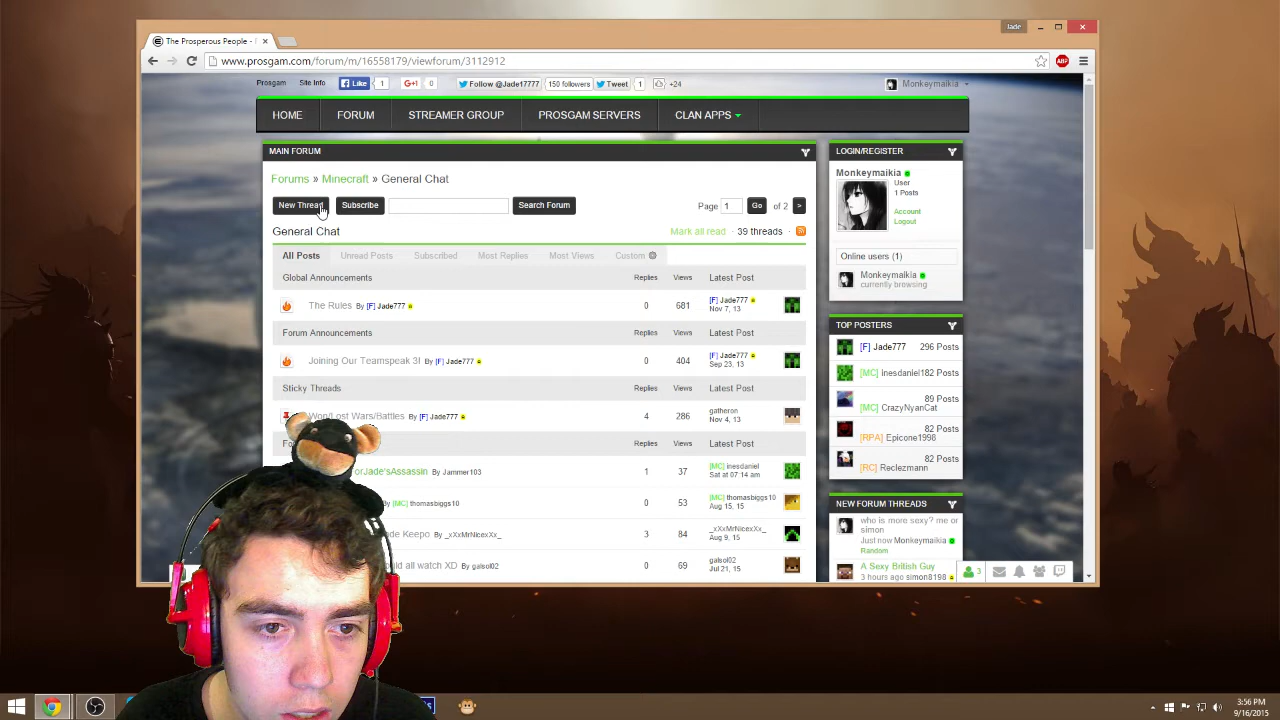 Jade
The Prosperous People -
www.prosgam.com/forum/m/16558179/viewforum/3112912
ABP
Prosgam Site Info Like 1 +1 0 Follow @Jade17777 150 followers Tweet 1 +24 Monkeymaikia
HOME FORUM STREAMER GROUP PROSGAM SERVERS CLAN APPS
MAIN FORUM
Forums » Minecraft » General Chat
New Thread Subscribe Search Forum Page 1 Go of 2 >
General Chat Mark all read · 39 threads ·
All Posts Unread Posts Subscribed Most Replies Most Views Custom
Global Announcements Replies Views Latest Post
The Rules By [F] Jade777 0 681 [F] Jade777
Nov 7, 13
Forum Announcements Replies Views Latest Post
Joining Our Teamspeak 3! By [F] Jade777 0 404 [F] Jade777
Sep 23, 13
Sticky Threads Replies Views Latest Post
Won/Lost Wars/Battles By [F] Jade777 4 286 gatheron
Nov 4, 13
Replies Views Latest Post
orJade'sAssassin By Jammer103 1 37 [MC] inesdaniel
Sat at 07:14 am
By [MC] thomasbiggs10 0 53 [MC] thomasbiggs10
Aug 15, 15
ade Keepo By _xXxMrNicexXx_ 3 84 _xXxMrNicexXx_
Aug 9, 15
all watch XD By galsol02 0 69 galsol02
Jul 21, 15
LOGIN/REGISTER
Monkeymaikia
User
1 Posts
Account
Logout
Online users (1)
Monkeymaikia
currently browsing
TOP POSTERS
[F] Jade777 296 Posts
[MC] inesdaniel 182 Posts
89 Posts
[MC] CrazyNyanCat
82 Posts
[RPA] Epicone1998
82 Posts
[RC] Reclezmann
NEW FORUM THREADS
who is more sexy? me or
simon
Just now Monkeymaikia
Random
A Sexy British Guy
3 hours ago simon8198
3
3:56 PM
9/16/2015